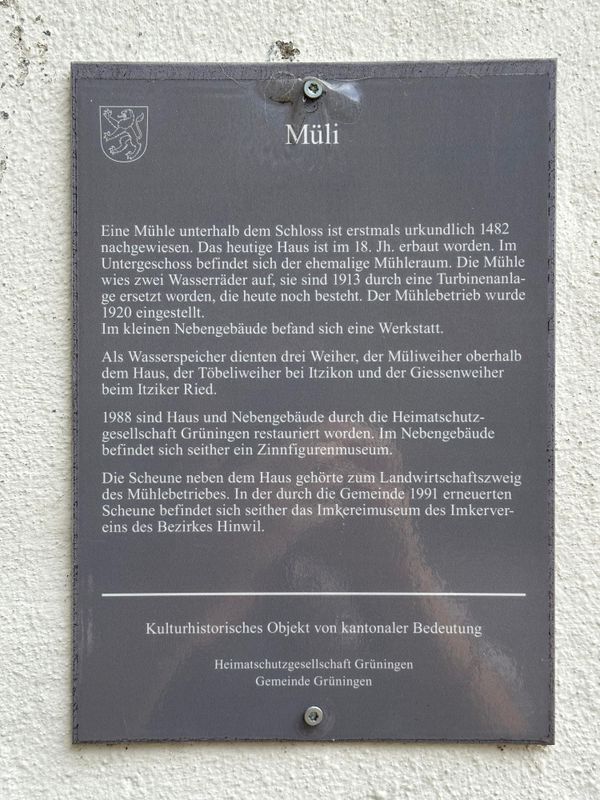 Müli
Eine Mühle unterhalb dem Schloss ist erstmals urkundlich 1482
nachgewiesen. Das heutige Haus ist im 18. Jh. erbaut worden. Im
Untergeschoss befindet sich der ehemalige Mühleraum. Die Mühle
wies zwei Wasserräder auf, sie sind 1913 durch eine Turbinenanla-
ge ersetzt worden, die heute noch besteht. Der Mühlebetrieb wurde
1920 eingestellt.
Im kleinen Nebengebäude befand sich eine Werkstatt.
Als Wasserspeicher dienten drei Weiher, der Müliweiher oberhalb
dem Haus, der Töbeliweiher bei Itzikon und der Giessenweiher
beim Itziker Ried.
1988 sind Haus und Nebengebäude durch die Heimatschutz-
gesellschaft Grüningen restauriert worden. Im Nebengebäude
befindet sich seither ein Zinnfigurenmuseum.
Die Scheune neben dem Haus gehörte zum Landwirtschaftszweig
des Mühlebetriebes. In der durch die Gemeinde 1991 erneuerten
Scheune befindet sich seither das Imkereimuseum des Imkerver-
eins des Bezirkes Hinwil.
Kulturhistorisches Objekt von kantonaler Bedeutung
Heimatschutzgesellschaft Grüningen
Gemeinde Grüningen